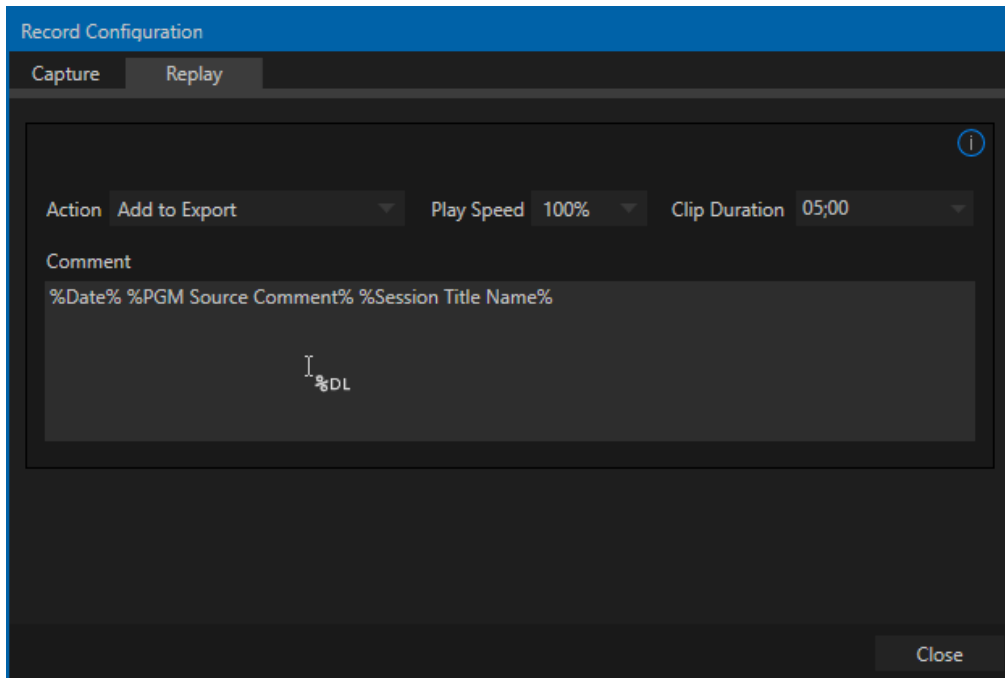 Record Configuration
Capture Replay
i
Action Add to Export Play Speed 100% Clip Duration 05;00
Comment
%Date% %PGM Source Comment% %Session Title Name%
%DL
Close